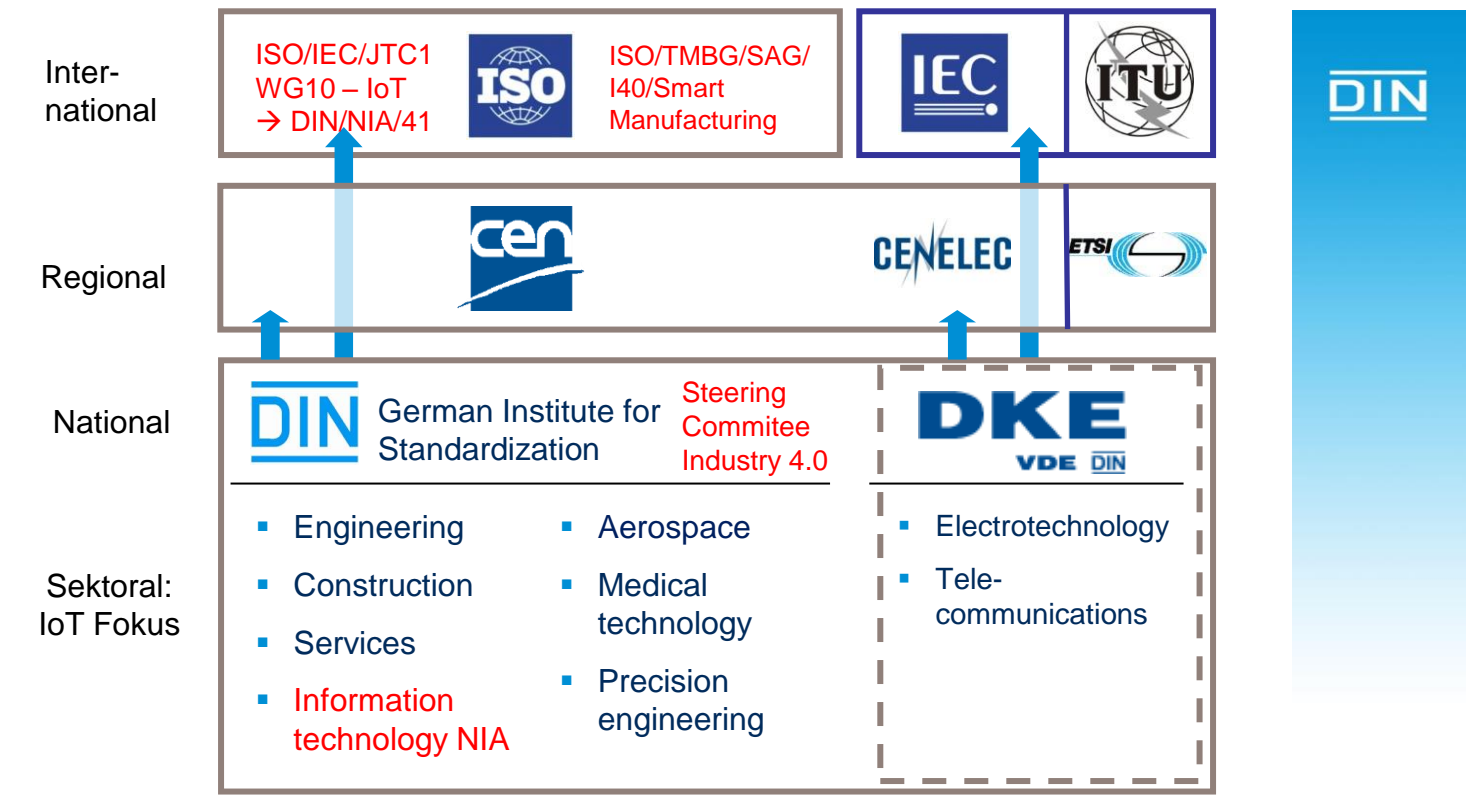 Inter-
national
ISO/IEC/JTC1
WG10 – IoT
→ DIN/NIA/41
ISO
ISO/TMBG/SAG/
I40/Smart
Manufacturing
IEC
ITU
DIN
Regional
cen
CENELEC
ETSI
National
DIN
German Institute for
Standardization
Steering
Commitee
Industry 4.0
DKE
VDE DIN
Sektoral:
IoT Fokus
▪ Engineering
▪ Construction
▪ Services
▪ Information
technology NIA
▪ Aerospace
▪ Medical
technology
▪ Precision
engineering
▪ Electrotechnology
▪ Tele-
communications